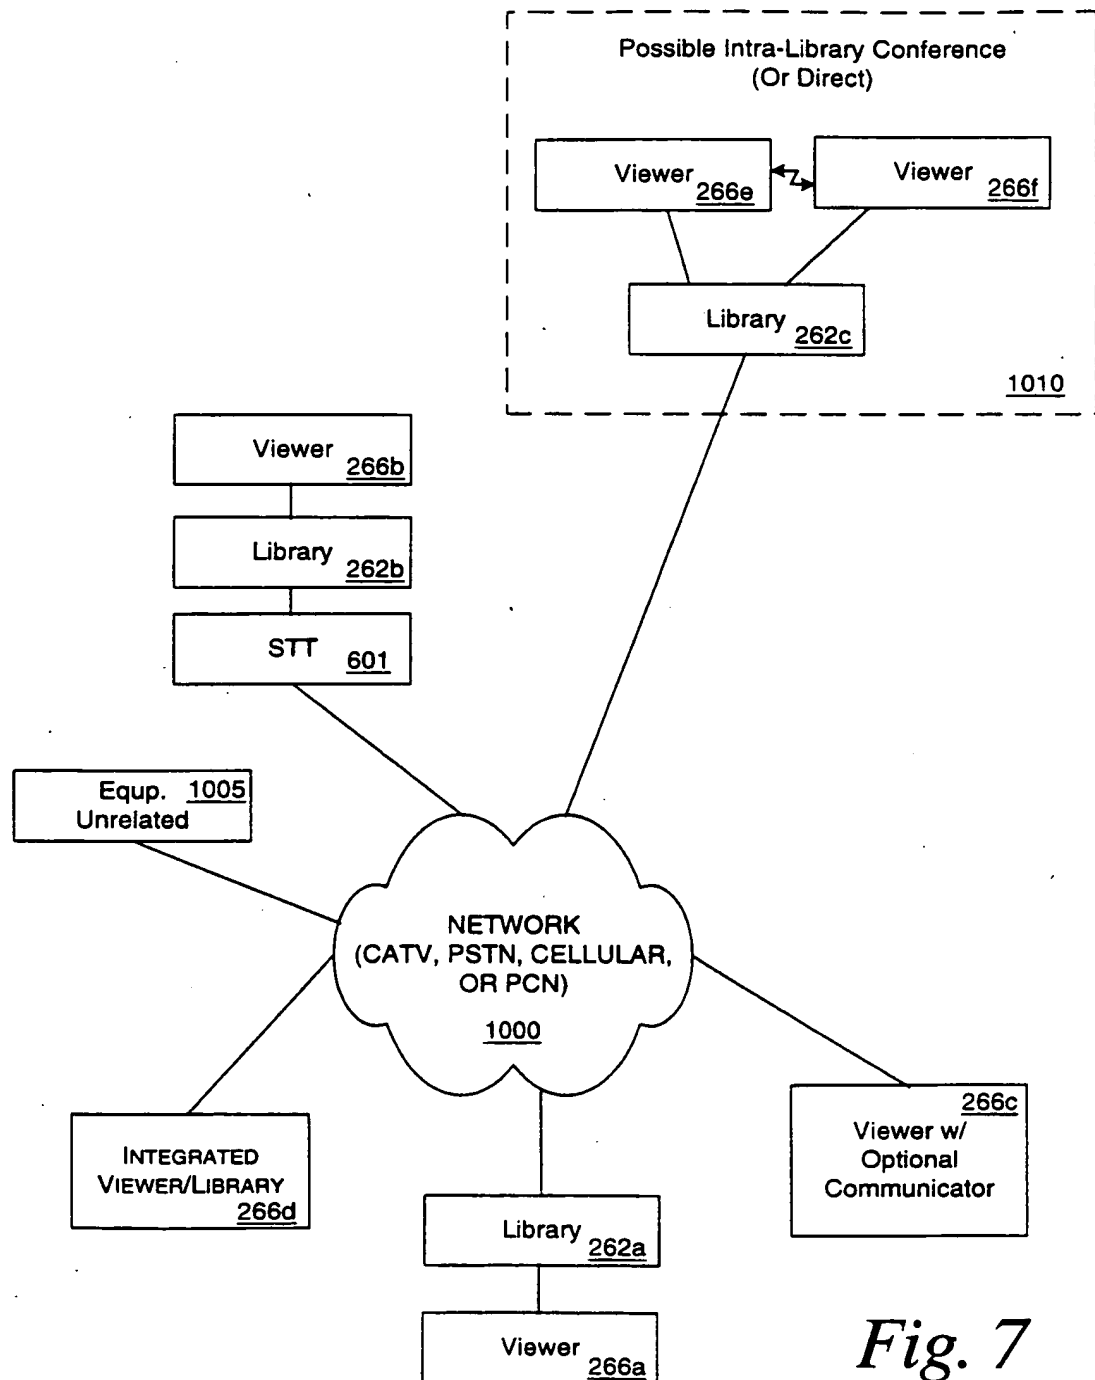 Possible Intra-Library Conference
(Or Direct)
Viewer
266e
Viewer
266f
Library
262c
1010
Viewer
266b
Library
262b
STT
601
Equp.
1005
Unrelated
NETWORK
(CATV, PSTN, CELLULAR,
OR PCN)
1000
266c
Viewer w/
Optional
Communicator
INTEGRATED
VIEWER/LIBRARY
266d
Library
262a
Viewer
266a
Fig. 7